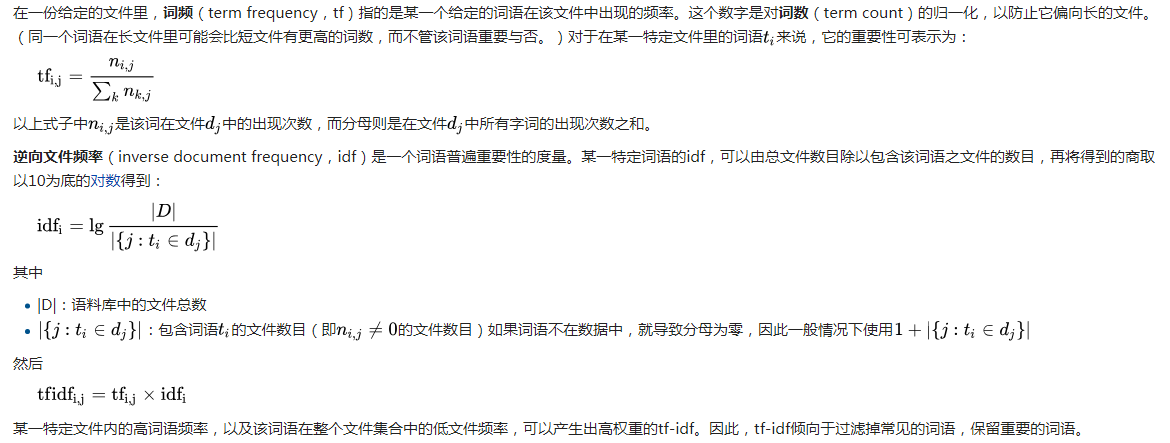 在一份给定的文件里，词频（term frequency，tf）指的是某一个给定的词语在该文件中出现的频率。这个数字是对词数（term count）的归一化，以防止它偏向长的文件。
（同一个词语在长文件里可能会比短文件有更高的词数，而不管该词语重要与否。）对于在某一特定文件里的词语tᵢ来说，它的重要性可表示为：
tf_{i,j} = n_{i,j} / ∑_k n_{k,j}
以上式子中n_{i,j}是该词在文件d_j中的出现次数，而分母则是在文件d_j中所有字词的出现次数之和。
逆向文件频率（inverse document frequency，idf）是一个词语普遍重要性的度量。某一特定词语的idf，可以由总文件数目除以包含该词语之文件的数目，再将得到的商取
以10为底的对数得到：
idf_i = lg |D| / |{j : t_i ∈ d_j}|
其中
• |D|：语料库中的文件总数
• |{j : t_i ∈ d_j}|：包含词语t_i的文件数目（即n_{i,j} ≠ 0的文件数目）如果词语不在数据中，就导致分母为零，因此一般情况下使用1 + |{j : t_i ∈ d_j}|
然后
tfidf_{i,j} = tf_{i,j} × idf_i
某一特定文件内的高词语频率，以及该词语在整个文件集合中的低文件频率，可以产生出高权重的tf-idf。因此，tf-idf倾向于过滤掉常见的词语，保留重要的词语。